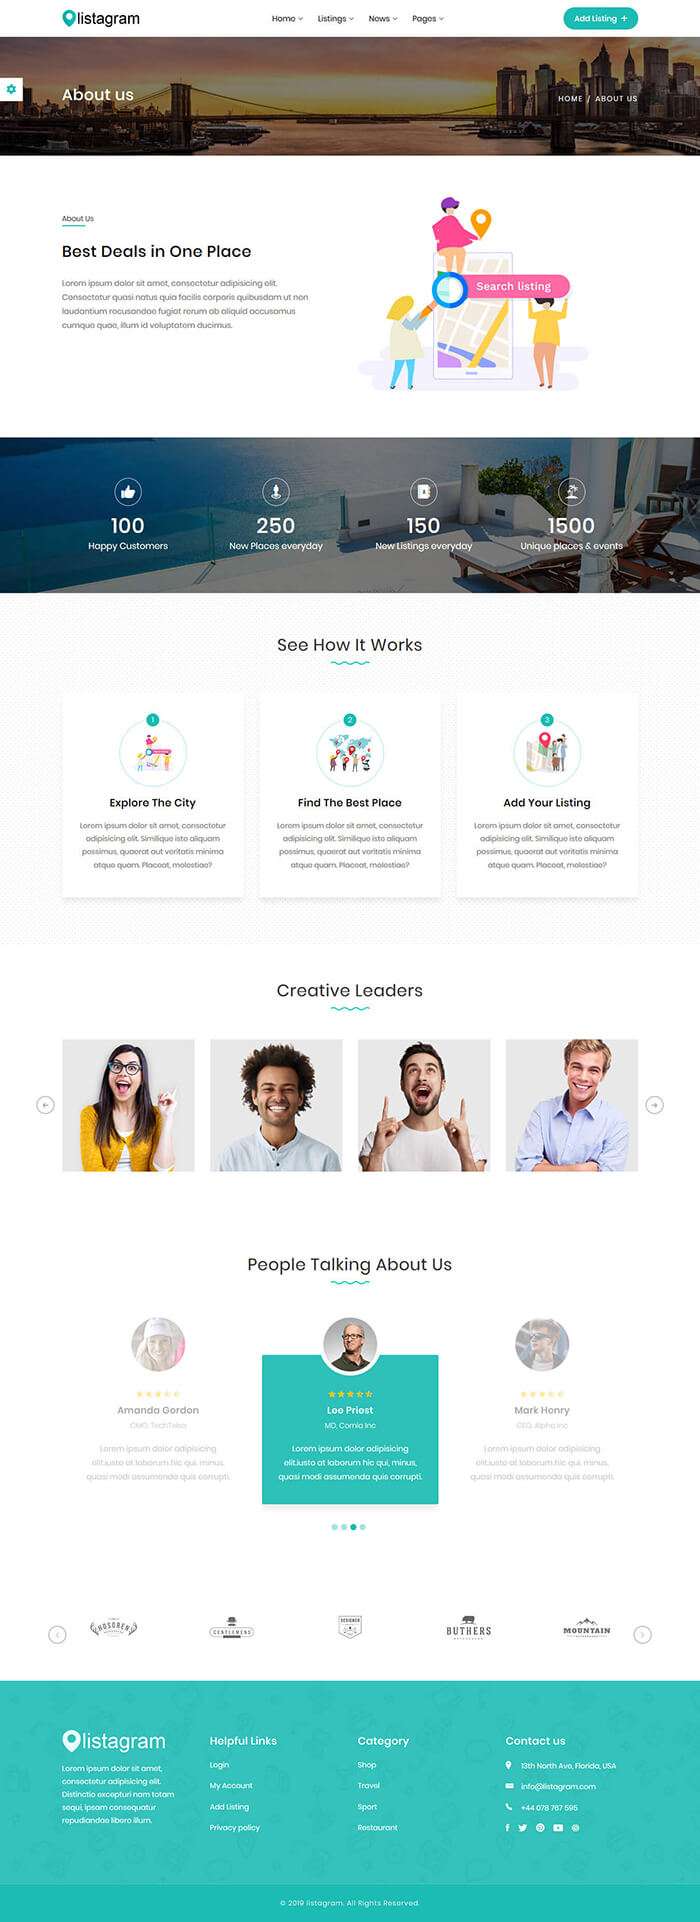 listagram
Home Listings News Pages
Add Listing +
About us
HOME / ABOUT US
About Us
Best Deals in One Place
Lorem ipsum dolor sit amet, consectetur adipisicing elit.
Consectetur quasi natus quia facilis corporis quibusdam ut non
laudantium recusandae fugiat rerum ab aliquid accusamus
cumque quae, illum id voluptatem ducimus.
Search listing
100
Happy Customers
250
New Places everyday
150
New Listings everyday
1500
Unique places & events
See How It Works
1
Explore The City
Lorem ipsum dolor sit amet, consectetur
adipisicing elit. Similique iste aliquam
possimus, quaerat aut veritatis minima
atque quam. Placeat, molestiae?
2
Find The Best Place
Lorem ipsum dolor sit amet, consectetur
adipisicing elit. Similique iste aliquam
possimus, quaerat aut veritatis minima
atque quam. Placeat, molestiae?
3
Add Your Listing
Lorem ipsum dolor sit amet, consectetur
adipisicing elit. Similique iste aliquam
possimus, quaerat aut veritatis minima
atque quam. Placeat, molestiae?
Creative Leaders
People Talking About Us
Amanda Gordon
CMO, TechTelsa
Lorem ipsum dolor adipisicing
elit.iusto at laborum hic qui, minus,
quasi modi assumenda quis corrupti.
Lee Priest
MD, Comia Inc
Lorem ipsum dolor adipisicing
elit.iusto at laborum hic qui, minus,
quasi modi assumenda quis corrupti.
Mark Henry
CEO, Alpha Inc
Lorem ipsum dolor adipisicing
elit.iusto at laborum hic qui, minus,
quasi modi assumenda quis corrupti.
HOSOREN
GENTLEMENS
DESIGNER
BUTHERS
MOUNTAIN
listagram
Lorem ipsum dolor sit amet,
consectetur adipisicing elit.
Distinctio excepturi nam totam
sequi, ipsam consequatur
repudiandae libero illum.
Helpful Links
Login
My Account
Add Listing
Privacy policy
Category
Shop
Travel
Sport
Restaurant
Contact us
13th North Ave, Florida, USA
info@listagram.com
+44 078 767 595
© 2019 listagram. All Rights Reserved.